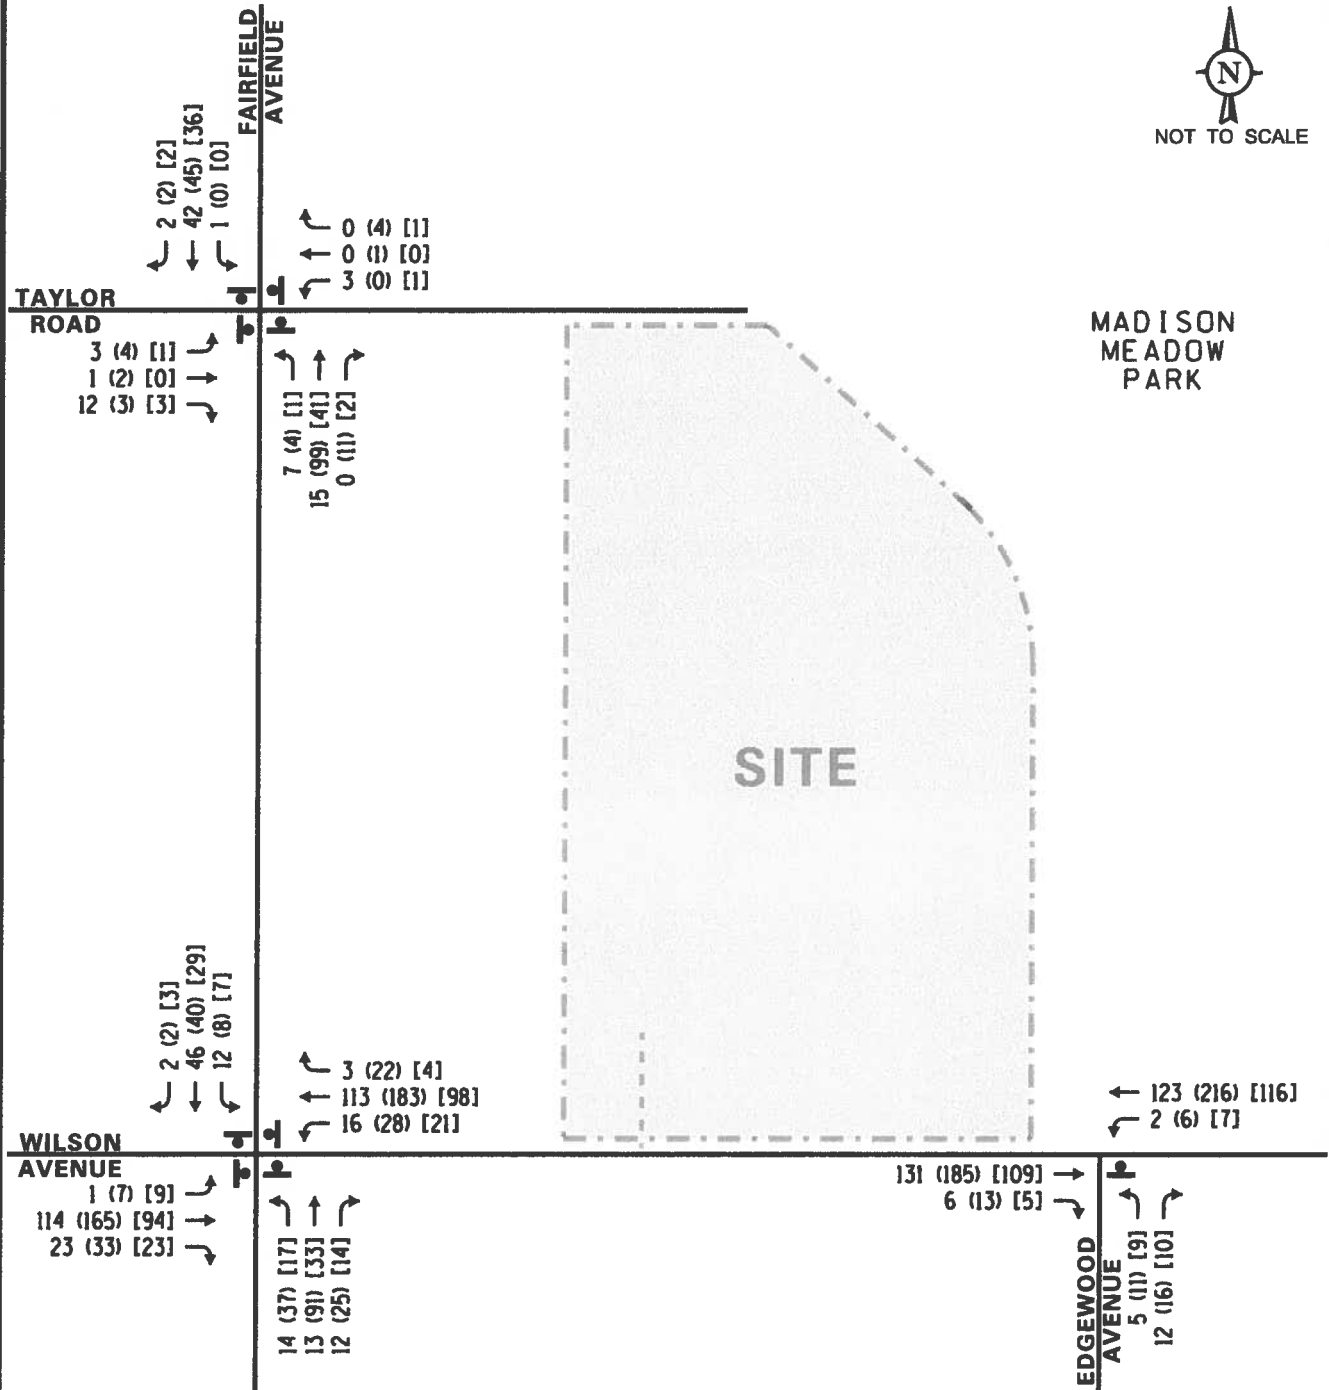 FAIRFIELD
AVENUE
N
NOT TO SCALE
2 (2) [2]
42 (45) [36]
1 (0) [0]
0 (4) [1]
0 (1) [0]
3 (0) [1]
TAYLOR
ROAD
3 (4) [1]
1 (2) [0]
12 (3) [3]
7 (4) [1]
15 (99) [41]
0 (11) [2]
MADISON
MEADOW
PARK
SITE
2 (2) [3]
46 (40) [29]
12 (8) [7]
3 (22) [4]
113 (183) [98]
16 (28) [21]
WILSON
AVENUE
1 (7) [9]
114 (165) [94]
23 (33) [23]
14 (37) [17]
13 (91) [33]
12 (25) [14]
123 (216) [116]
2 (6) [7]
131 (185) [109]
6 (13) [5]
EDGEWOOD
AVENUE
5 (11) [9]
12 (16) [10]